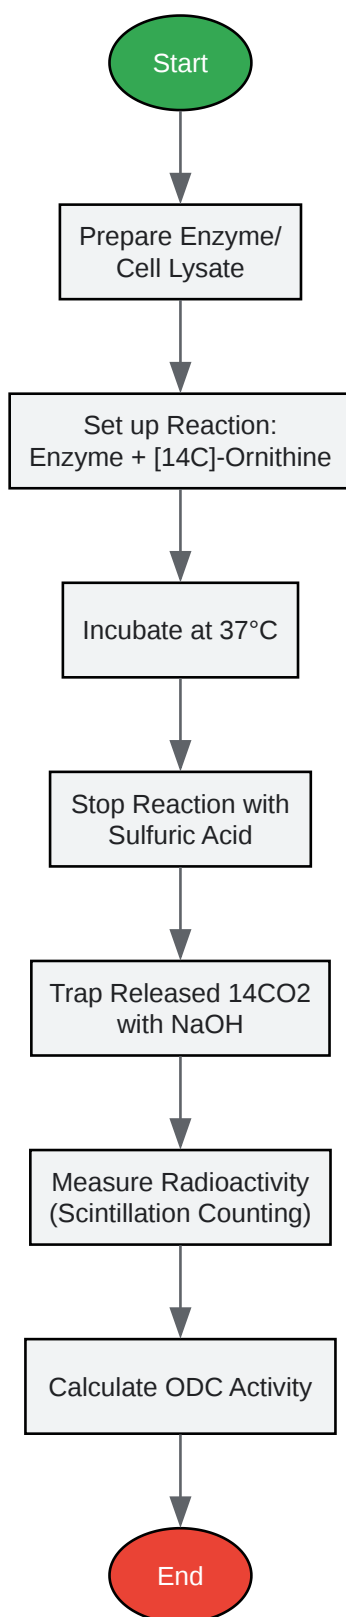 Start
Prepare Enzyme/
Cell Lysate
Set up Reaction:
Enzyme + [14C]-Ornithine
Incubate at 37°C
Stop Reaction with
Sulfuric Acid
Trap Released 14CO2
with NaOH
Measure Radioactivity
(Scintillation Counting)
Calculate ODC Activity
End